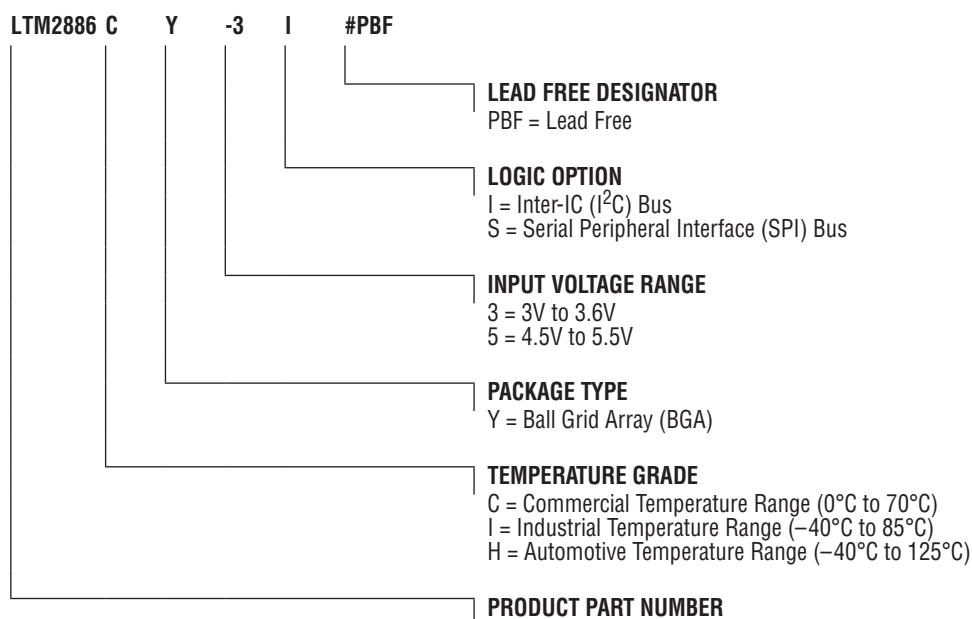 LTM2886 C Y -3 I #PBF
LEAD FREE DESIGNATOR
PBF = Lead Free
LOGIC OPTION
I = Inter-IC (I²C) Bus
S = Serial Peripheral Interface (SPI) Bus
INPUT VOLTAGE RANGE
3 = 3V to 3.6V
5 = 4.5V to 5.5V
PACKAGE TYPE
Y = Ball Grid Array (BGA)
TEMPERATURE GRADE
C = Commercial Temperature Range (0°C to 70°C)
I = Industrial Temperature Range (–40°C to 85°C)
H = Automotive Temperature Range (–40°C to 125°C)
PRODUCT PART NUMBER